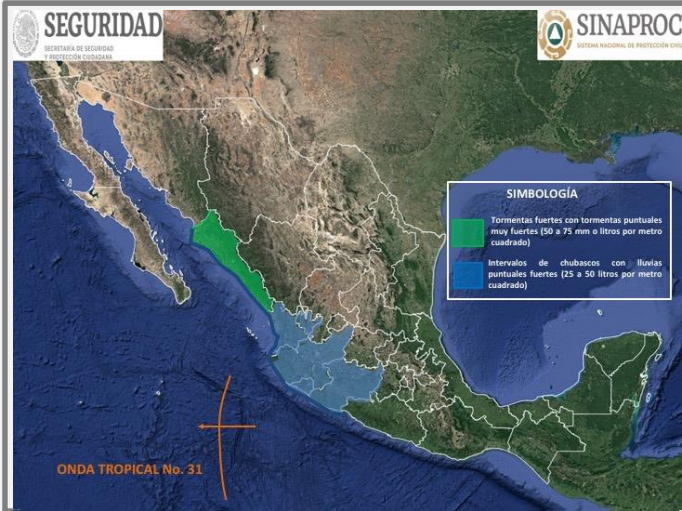 SEGURIDAD
SECRETARÍA DE SEGURIDAD
Y PROTECCIÓN CIUDADANA
SINAPROC
SISTEMA NACIONAL DE PROTECCIÓN CIVIL
SIMBOLOGÍA
Tormentas fuertes con tormentas puntuales
muy fuertes (50 a 75 mm o litros por metro
cuadrado)
Intervalos de chubascos con lluvias
puntuales fuertes (25 a 50 litros por metro
cuadrado)
ONDA TROPICAL No. 31